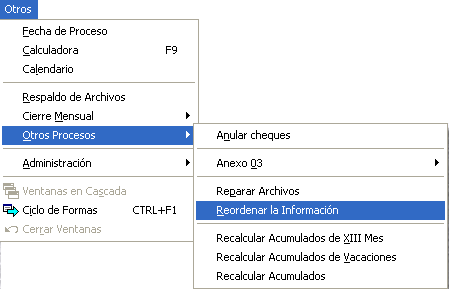 Otros
Fecha de Proceso
Calculadora F9
Calendario
Respaldo de Archivos
Cierre Mensual
Otros Procesos
Administración
Ventanas en Cascada
Ciclo de Formas CTRL+F1
Cerrar Ventanas
Anular cheques
Anexo 03
Reparar Archivos
Reordenar la Información
Recalcular Acumulados de XIII Mes
Recalcular Acumulados de Vacaciones
Recalcular Acumulados